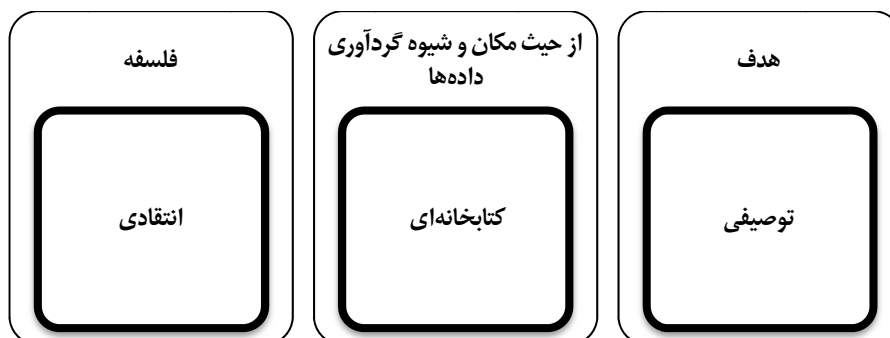 هدف
توصیفی
از حیث مکان و شیوه گردآوری
داده‌ها
کتابخانه‌ای
فلسفه
انتقادی